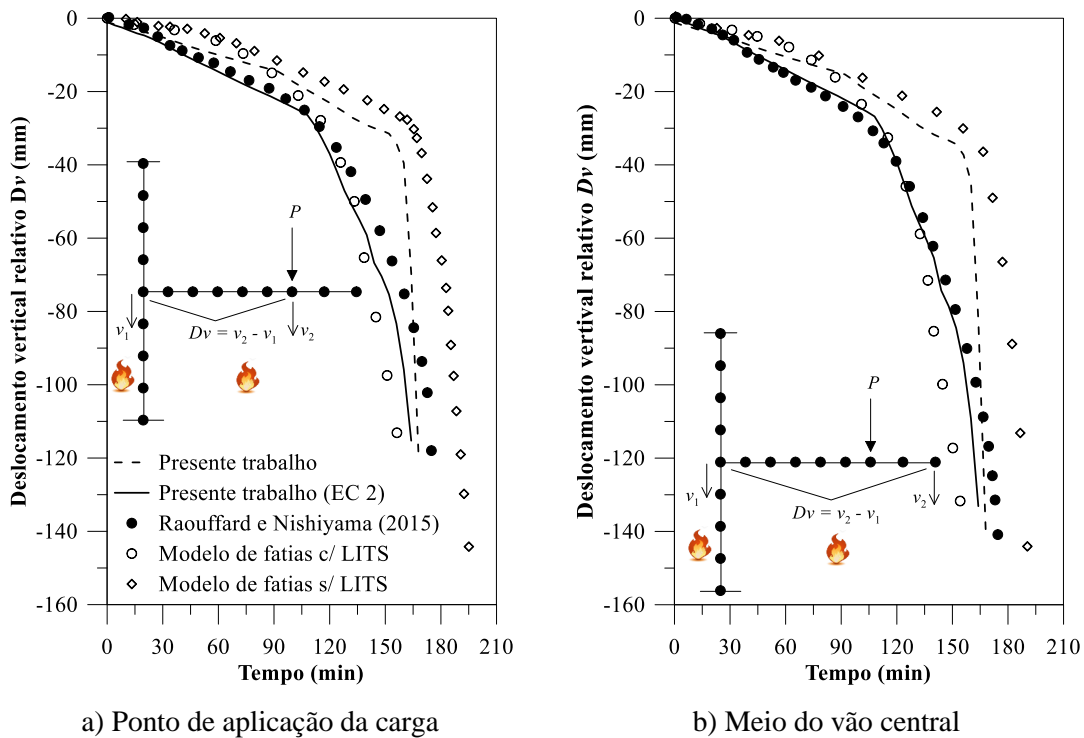 Deslocamento vertical relativo Dv (mm)
0
-20
-40
-60
-80
-100
-120
-140
-160
P
v1
Dv = v2 - v1
v2
Presente trabalho
Presente trabalho (EC 2)
Raouffard e Nishiyama (2015)
Modelo de fatias c/ LITS
Modelo de fatias s/ LITS
0 30 60 90 120 150 180 210
Tempo (min)
a) Ponto de aplicação da carga
Deslocamento vertival relativo Dv (mm)
0
-20
-40
-60
-80
-100
-120
-140
-160
P
v1
Dv = v2 - v1
v2
0 30 60 90 120 150 180 210
Tempo (min)
b) Meio do vão central